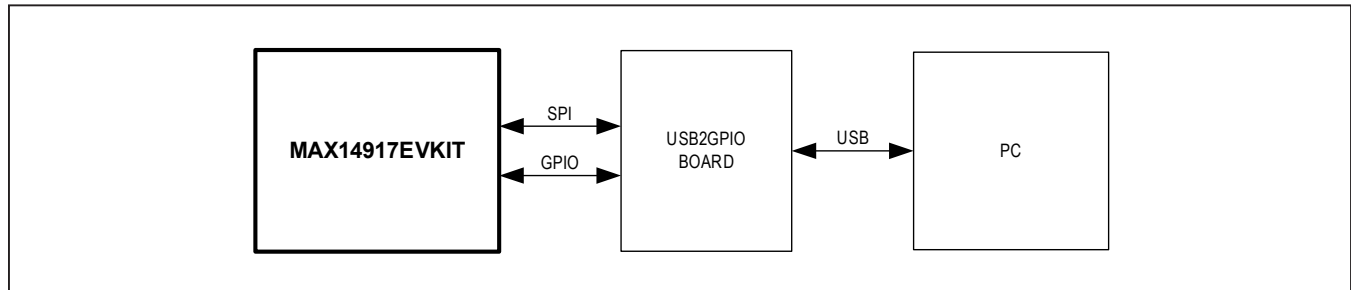 MAX14917EVKIT
SPI
GPIO
USB2GPIO
BOARD
USB
PC